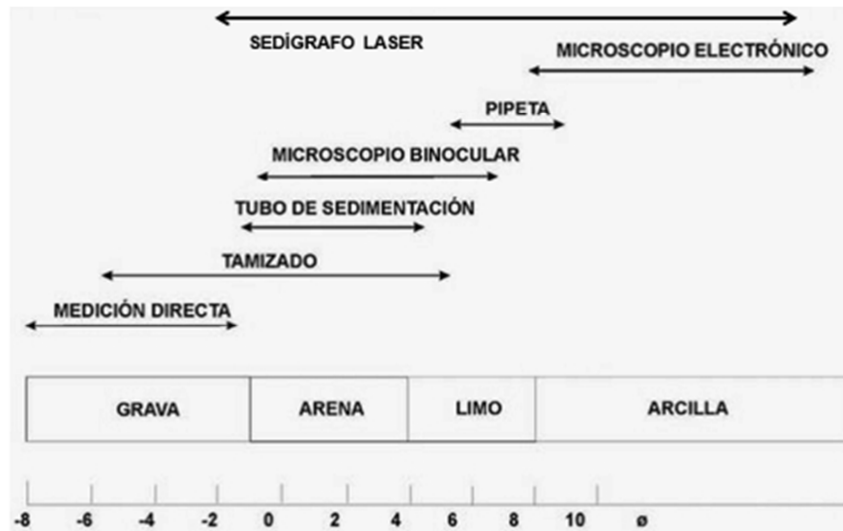 SEDÌGRAFO LASER
MICROSCOPIO ELECTRÓNICO
PIPETA
MICROSCOPIO BINOCULAR
TUBO DE SEDIMENTACIÓN
TAMIZADO
MEDICIÓN DIRECTA
GRAVA ARENA LIMO ARCILLA
-8 -6 -4 -2 0 2 4 6 8 10 ø